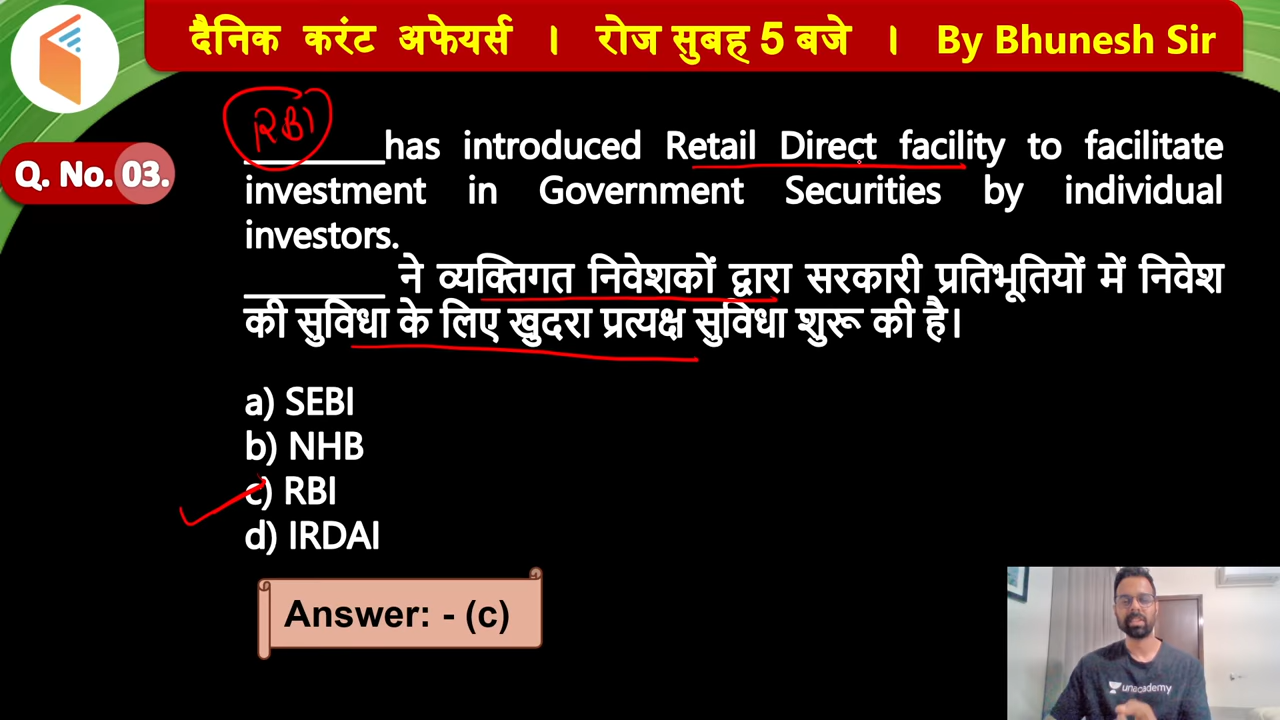 दैनिक करंट अफेयर्स । रोज सुबह 5 बजे । By Bhunesh Sir
RBI
Q. No. 03.
_______has introduced Retail Direct facility to facilitate
investment in Government Securities by individual
investors.
_______ ने व्यक्तिगत निवेशकों द्वारा सरकारी प्रतिभूतियों में निवेश
की सुविधा के लिए खुदरा प्रत्यक्ष सुविधा शुरू की है।
a) SEBI
b) NHB
c) RBI
d) IRDAI
Answer: - (c)
unacademy